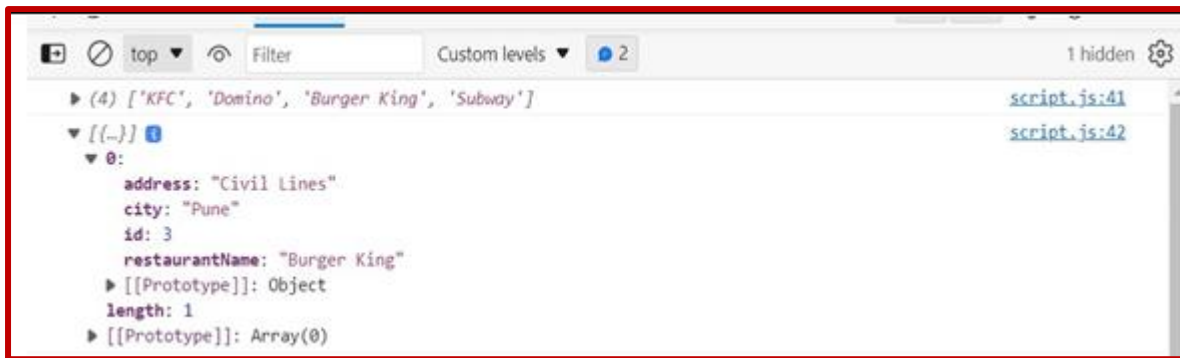 top ▼ Filter Custom levels ▼ 2 1 hidden
▶ (4) ['KFC', 'Domino', 'Burger King', 'Subway'] script.js:41
▼ [{…}] i script.js:42
▼ 0:
address: "Civil Lines"
city: "Pune"
id: 3
restaurantName: "Burger King"
▶ [[Prototype]]: Object
length: 1
▶ [[Prototype]]: Array(0)